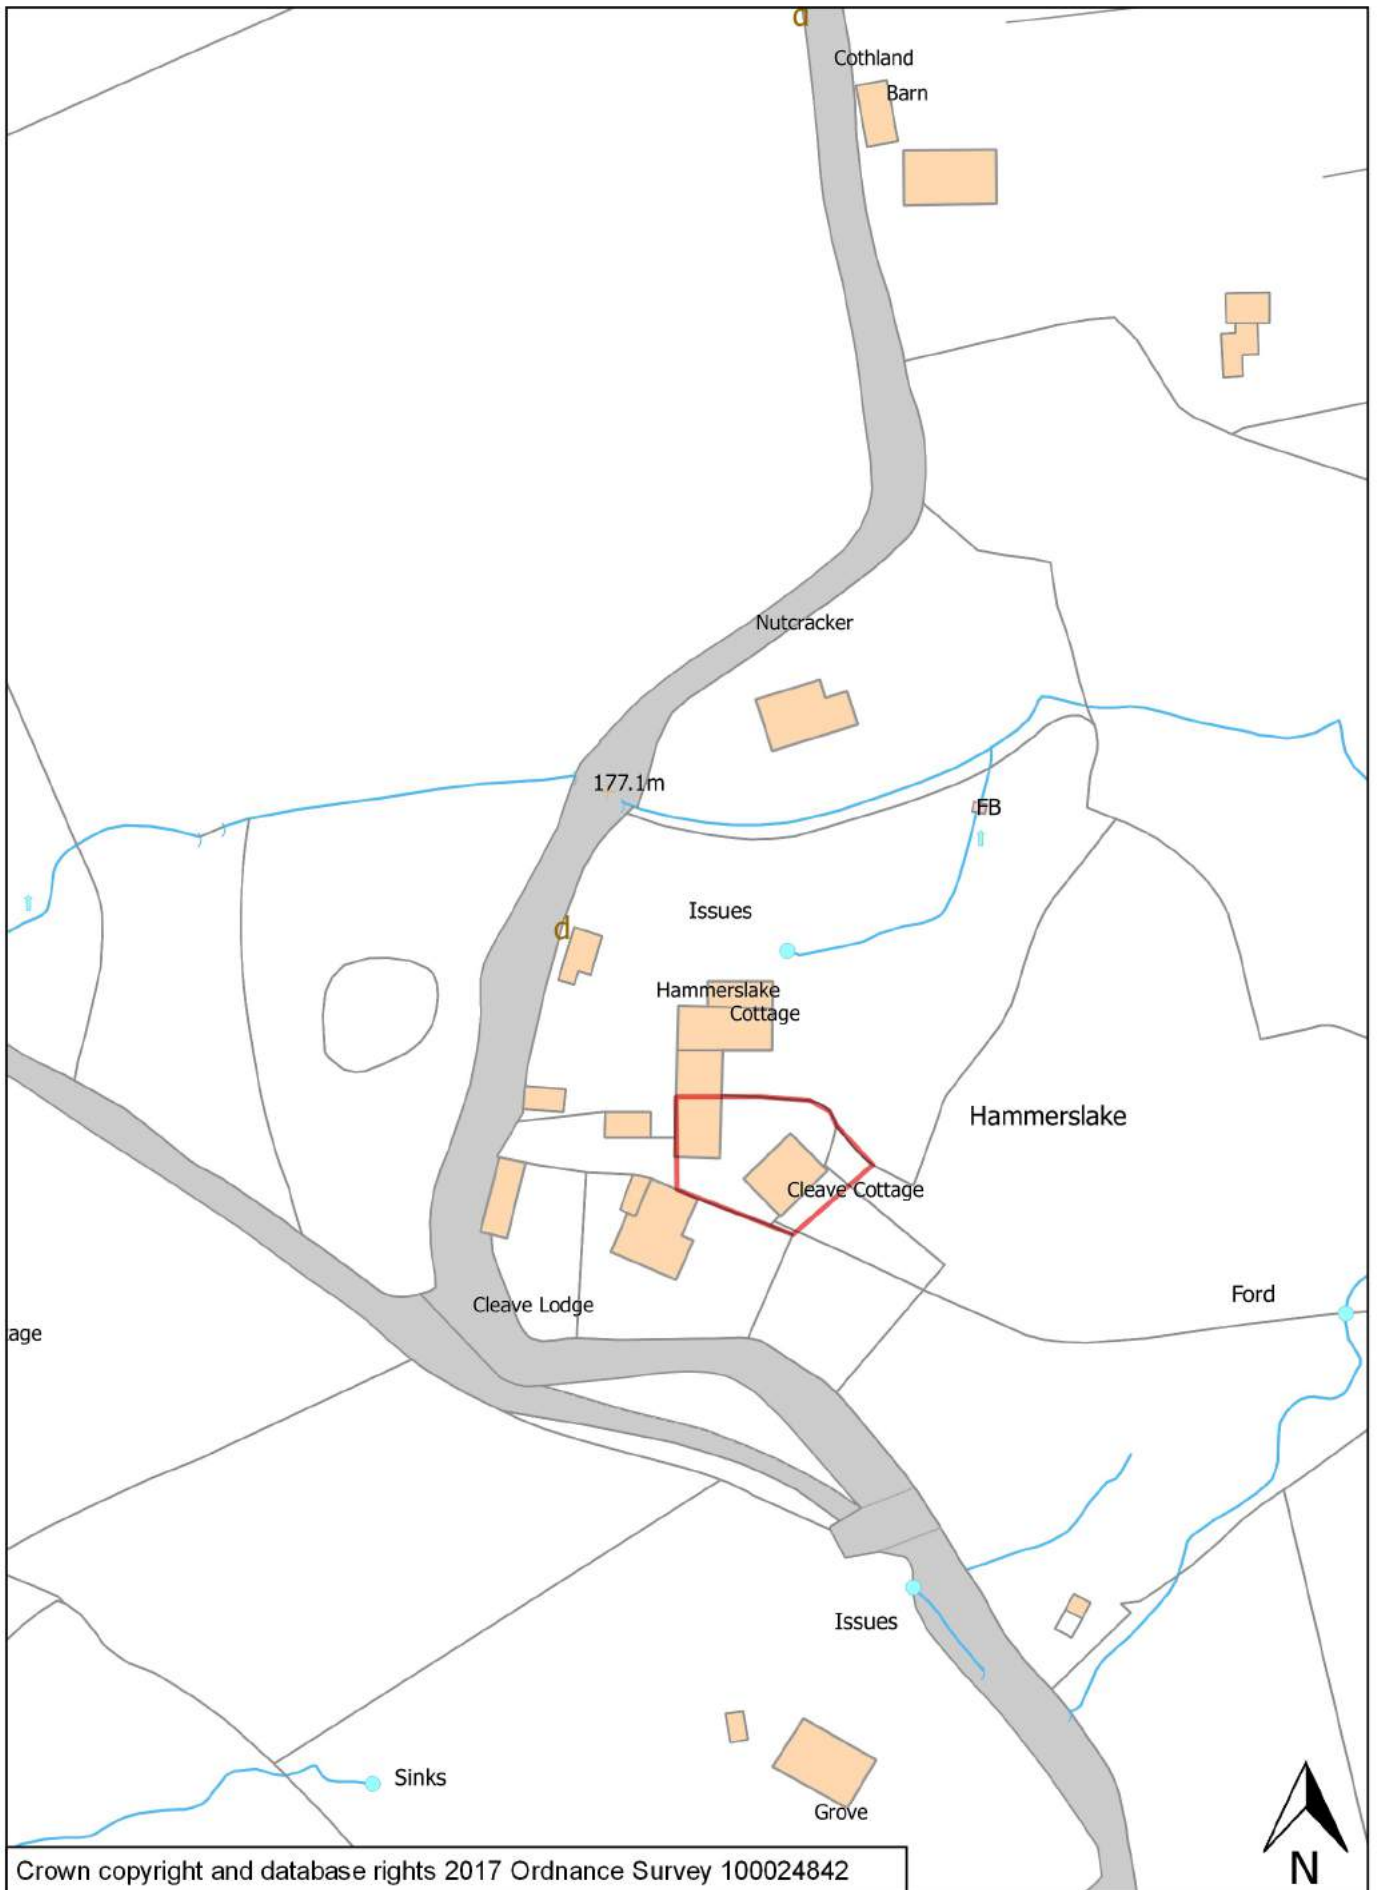 d
Cothland
Barn
Nutcracker
177.1m
FB
Issues
d
Hammerslake
Cottage
Hammerslake
Cleave Cottage
Ford
Cleave Lodge
age
Issues
Sinks
Grove
N
Crown copyright and database rights 2017 Ordnance Survey 100024842